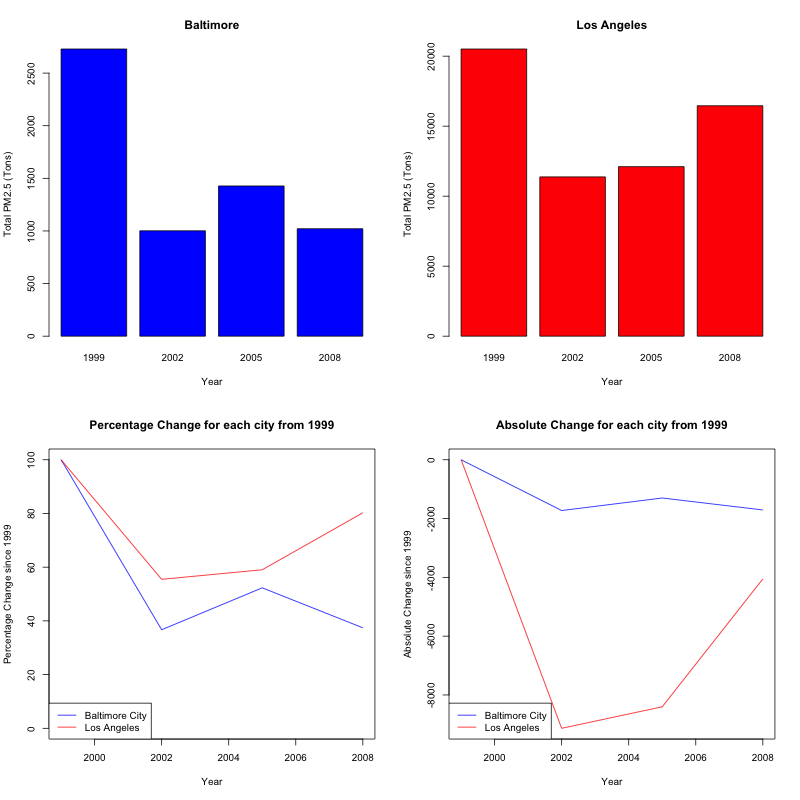 Baltimore
Total PM2.5 (Tons)
2500
2000
1500
1000
500
0
1999 2002 2005 2008
Year
Los Angeles
Total PM2.5 (Tons)
20000
15000
10000
5000
0
1999 2002 2005 2008
Year
Percentage Change for each city from 1999
Percentage Change since 1999
100
80
60
40
20
0
Baltimore City
Los Angeles
2000 2002 2004 2006 2008
Year
Absolute Change for each city from 1999
Absolute Change since 1999
0
-2000
-4000
-6000
-8000
Baltimore City
Los Angeles
2000 2002 2004 2006 2008
Year